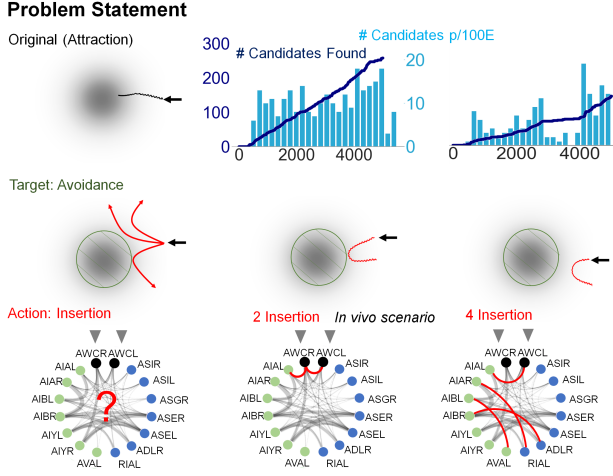 Problem Statement
Original (Attraction)
# Candidates p/100E
# Candidates Found
300
200
100
0
20
10
0
0
2000
4000
0
2000
4000
Target: Avoidance
Action: Insertion
2 Insertion
In vivo scenario
4 Insertion
AWCR
AWCL
AIAL
ASIR
AIAR
ASIL
AIBL
ASGR
AIBR
ASER
AIYL
ASEL
AIYR
ADLR
AVAL
RIAL
?
AWCR
AWCL
AIAL
ASIR
AIAR
ASIL
AIBL
ASGR
AIBR
ASER
AIYL
ASEL
AIYR
ADLR
AVAL
RIAL
AWCR
AWCL
AIAL
ASIR
AIAR
ASIL
AIBL
ASGR
AIBR
ASER
AIYL
ASEL
AIYR
ADLR
AVAL
RIAL